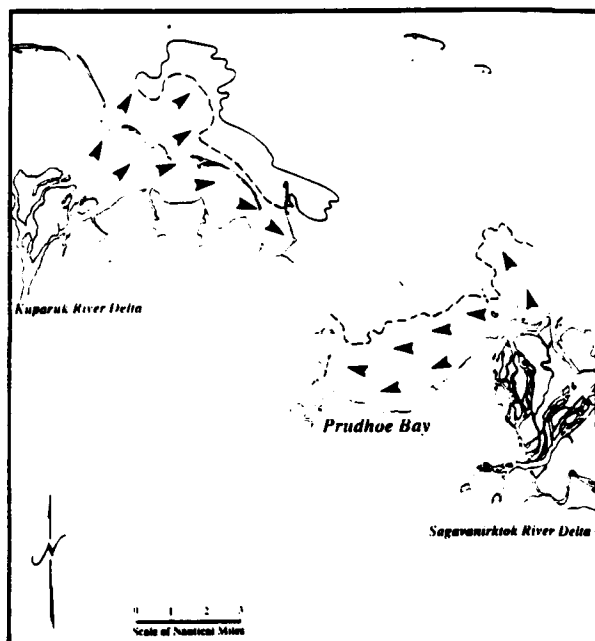 Kuparuk River Delta
Prudhoe Bay
Sagavanirktok River Delta
N
0 1 2 3
Scale of Nautical Miles